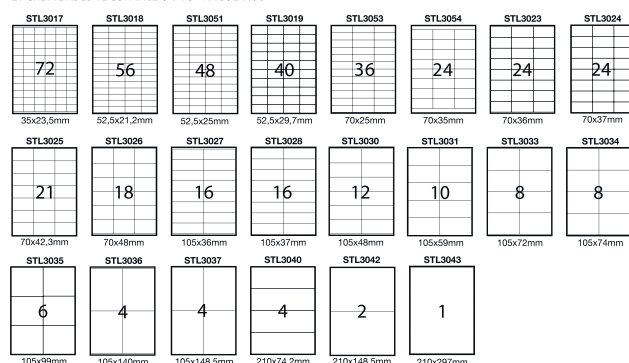 STL3017 STL3018 STL3051 STL3019 STL3053 STL3054 STL3023 STL3024
72 56 48 40 36 24 24 24
35x23,5mm 52,5x21,2mm 52,5x25mm 52,5x29,7mm 70x25mm 70x35mm 70x36mm 70x37mm
STL3025 STL3026 STL3027 STL3028 STL3030 STL3031 STL3033 STL3034
21 18 16 16 12 10 8 8
70x42,3mm 70x48mm 105x36mm 105x37mm 105x48mm 105x59mm 105x72mm 105x74mm
STL3035 STL3036 STL3037 STL3040 STL3042 STL3043
6 4 4 4 2 1
105x99mm 105x140mm 105x148,5mm 210x74,2mm 210x148,5mm 210x297mm